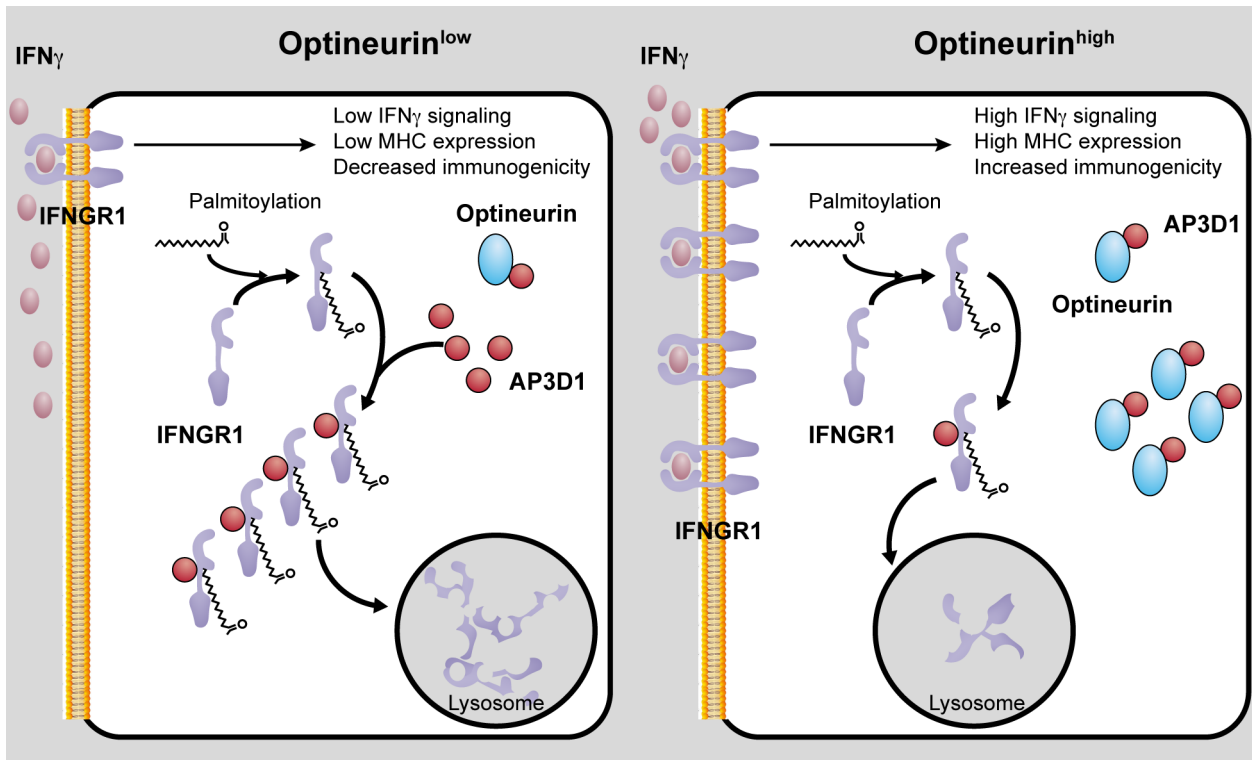 Optineurinlow
IFNγ
Low IFNγ signaling
Low MHC expression
Decreased immunogenicity
Palmitoylation
IFNGR1
Optineurin
AP3D1
IFNGR1
Lysosome
Optineurinhigh
IFNγ
High IFNγ signaling
High MHC expression
Increased immunogenicity
Palmitoylation
AP3D1
Optineurin
IFNGR1
IFNGR1
Lysosome